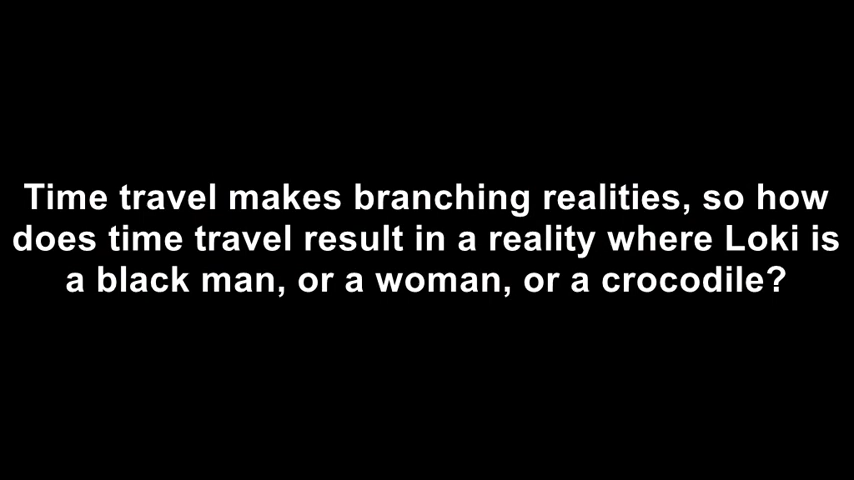 Time travel makes branching realities, so how
does time travel result in a reality where Loki is
a black man, or a woman, or a crocodile?